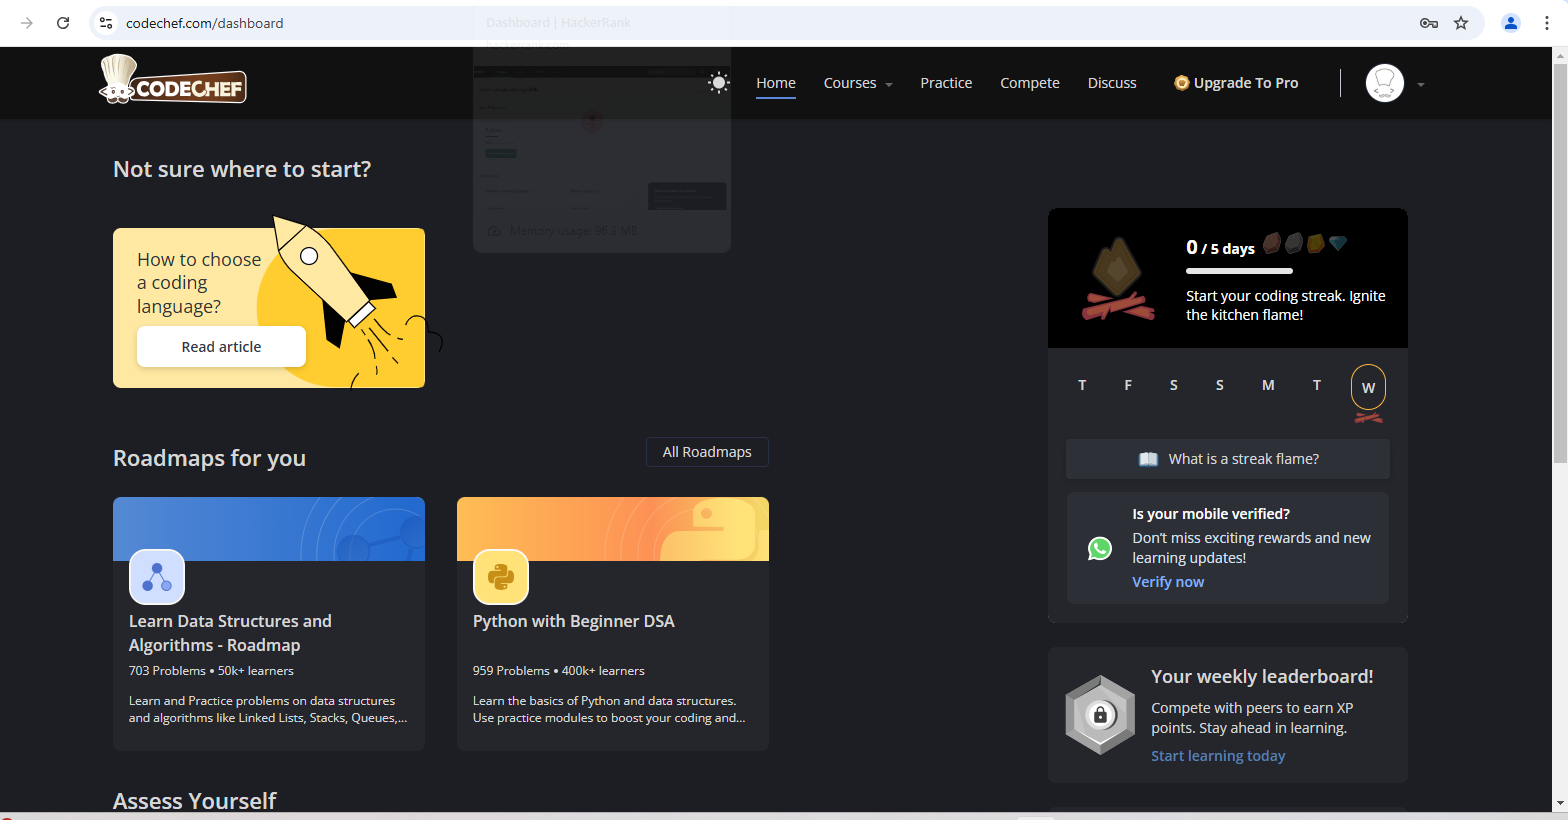 codechef.com/dashboard
Dashboard | HackerRank
hackerrank.com
Memory usage: 96.3 MB
CODECHEF
Home
Courses
Practice
Compete
Discuss
Upgrade To Pro
Not sure where to start?
How to choose
a coding
language?
Read article
0 / 5 days
Start your coding streak. Ignite
the kitchen flame!
T F S S M T W
What is a streak flame?
Is your mobile verified?
Don't miss exciting rewards and new
learning updates!
Verify now
Roadmaps for you
All Roadmaps
Learn Data Structures and
Algorithms - Roadmap
703 Problems • 50k+ learners
Learn and Practice problems on data structures
and algorithms like Linked Lists, Stacks, Queues,...
Python with Beginner DSA
959 Problems • 400k+ learners
Learn the basics of Python and data structures.
Use practice modules to boost your coding and...
Your weekly leaderboard!
Compete with peers to earn XP
points. Stay ahead in learning.
Start learning today
Assess Yourself